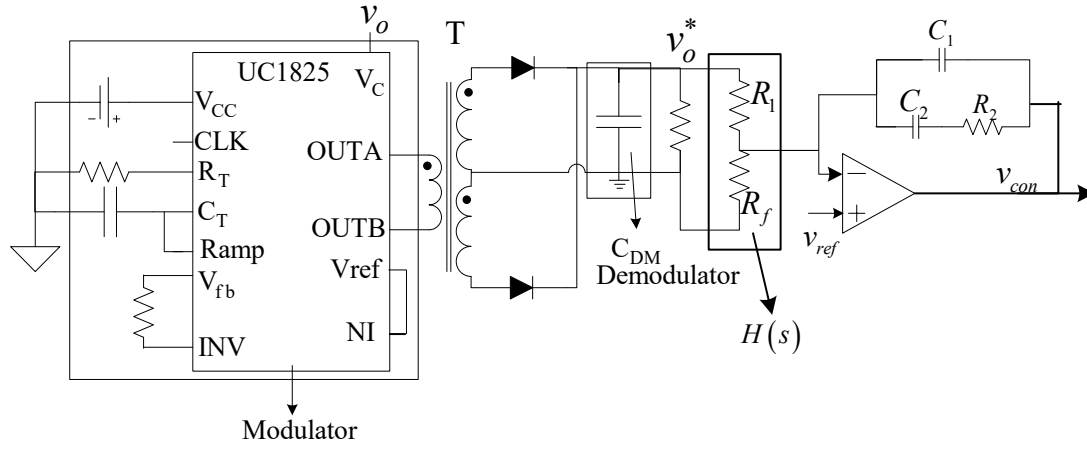 v_o
T
v_o^*
C_1
UC1825
V_C
V_CC
- +
CLK
R_T
C_T
Ramp
V_fb
INV
OUTA
OUTB
Vref
NI
R_1
R_f
C_2
R_2
-
+
v_con
v_ref
C_DM
Demodulator
H(s)
Modulator